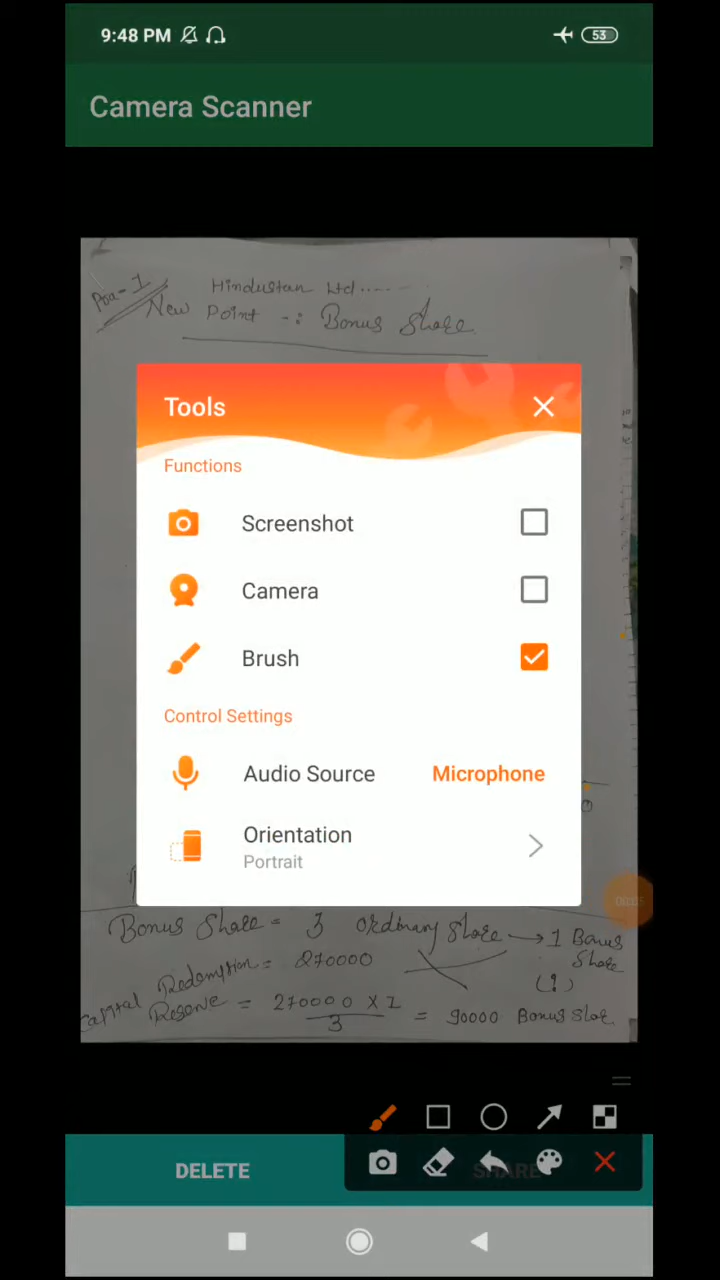 9:48 PM 53
Camera Scanner
Hindustan Ltd.....
New Point -: Bonus Share
Tools
Functions
Screenshot
Camera
Brush
Control Settings
Audio Source Microphone
Orientation
Portrait
Bonus Share = 3 ordinary share → 1 Bonus Share
(1)
Capital Redemption Reserve = 270000
= 270000 X 1 / 3 = 90000 Bonus
DELETE SHARE